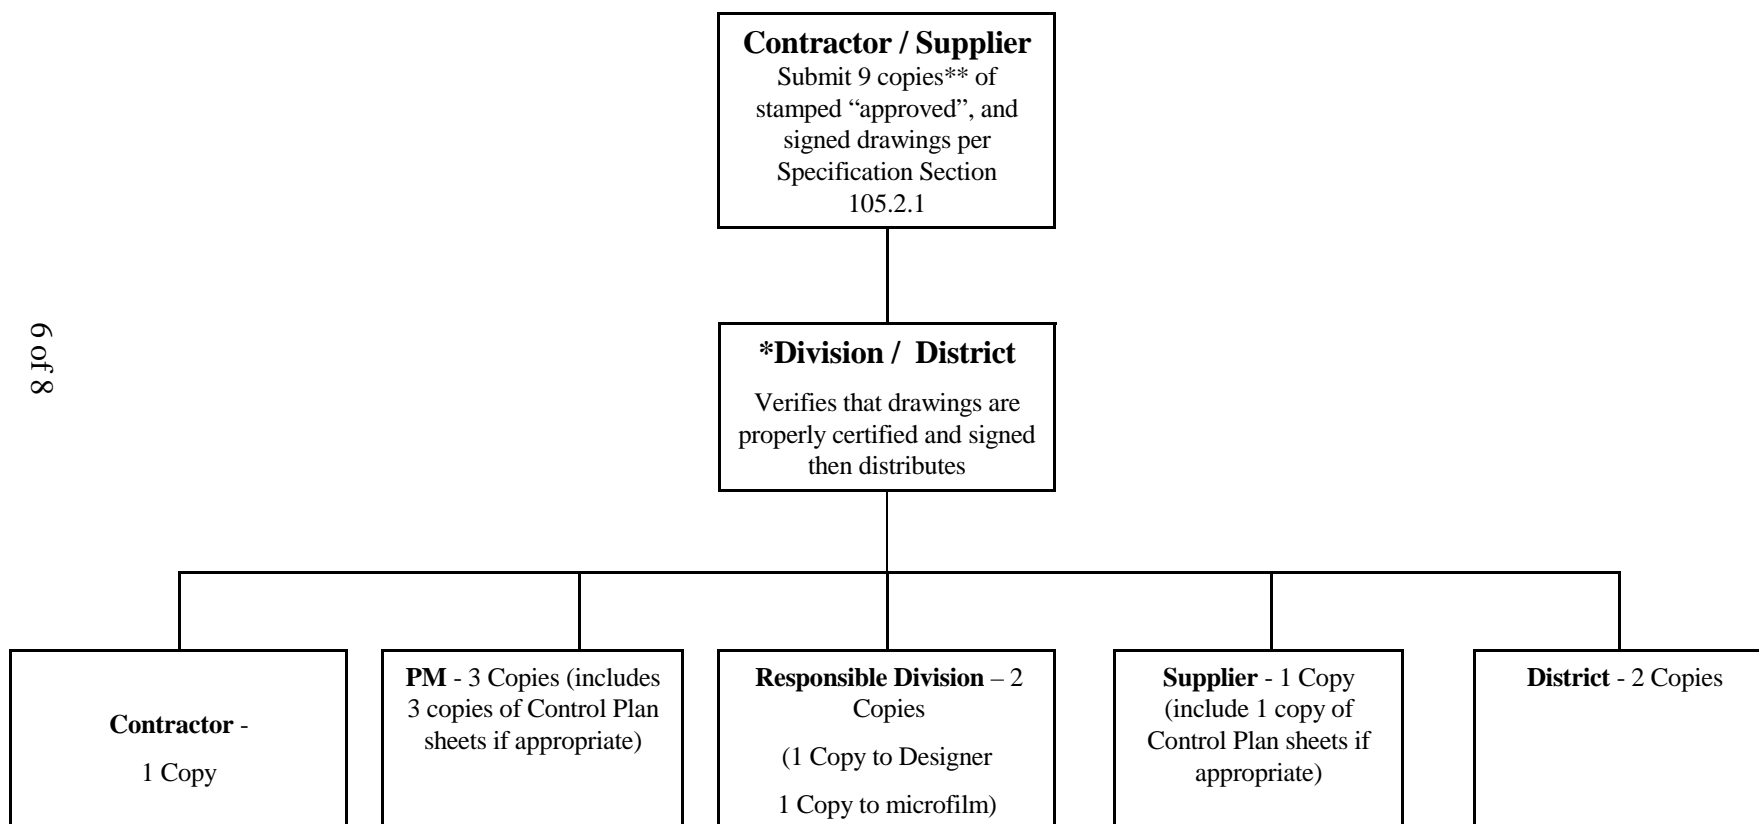 Contractor / Supplier
Submit 9 copies** of
stamped “approved”, and
signed drawings per
Specification Section
105.2.1
6 of 8
*Division /  District
Verifies that drawings are
properly certified and signed
then distributes
Contractor -
1 Copy
PM - 3 Copies (includes
3 copies of Control Plan
sheets if appropriate)
Responsible Division – 2
Copies
(1 Copy to Designer
1 Copy to microfilm)
Supplier - 1 Copy
(include 1 copy of
Control Plan sheets if
appropriate)
District - 2 Copies